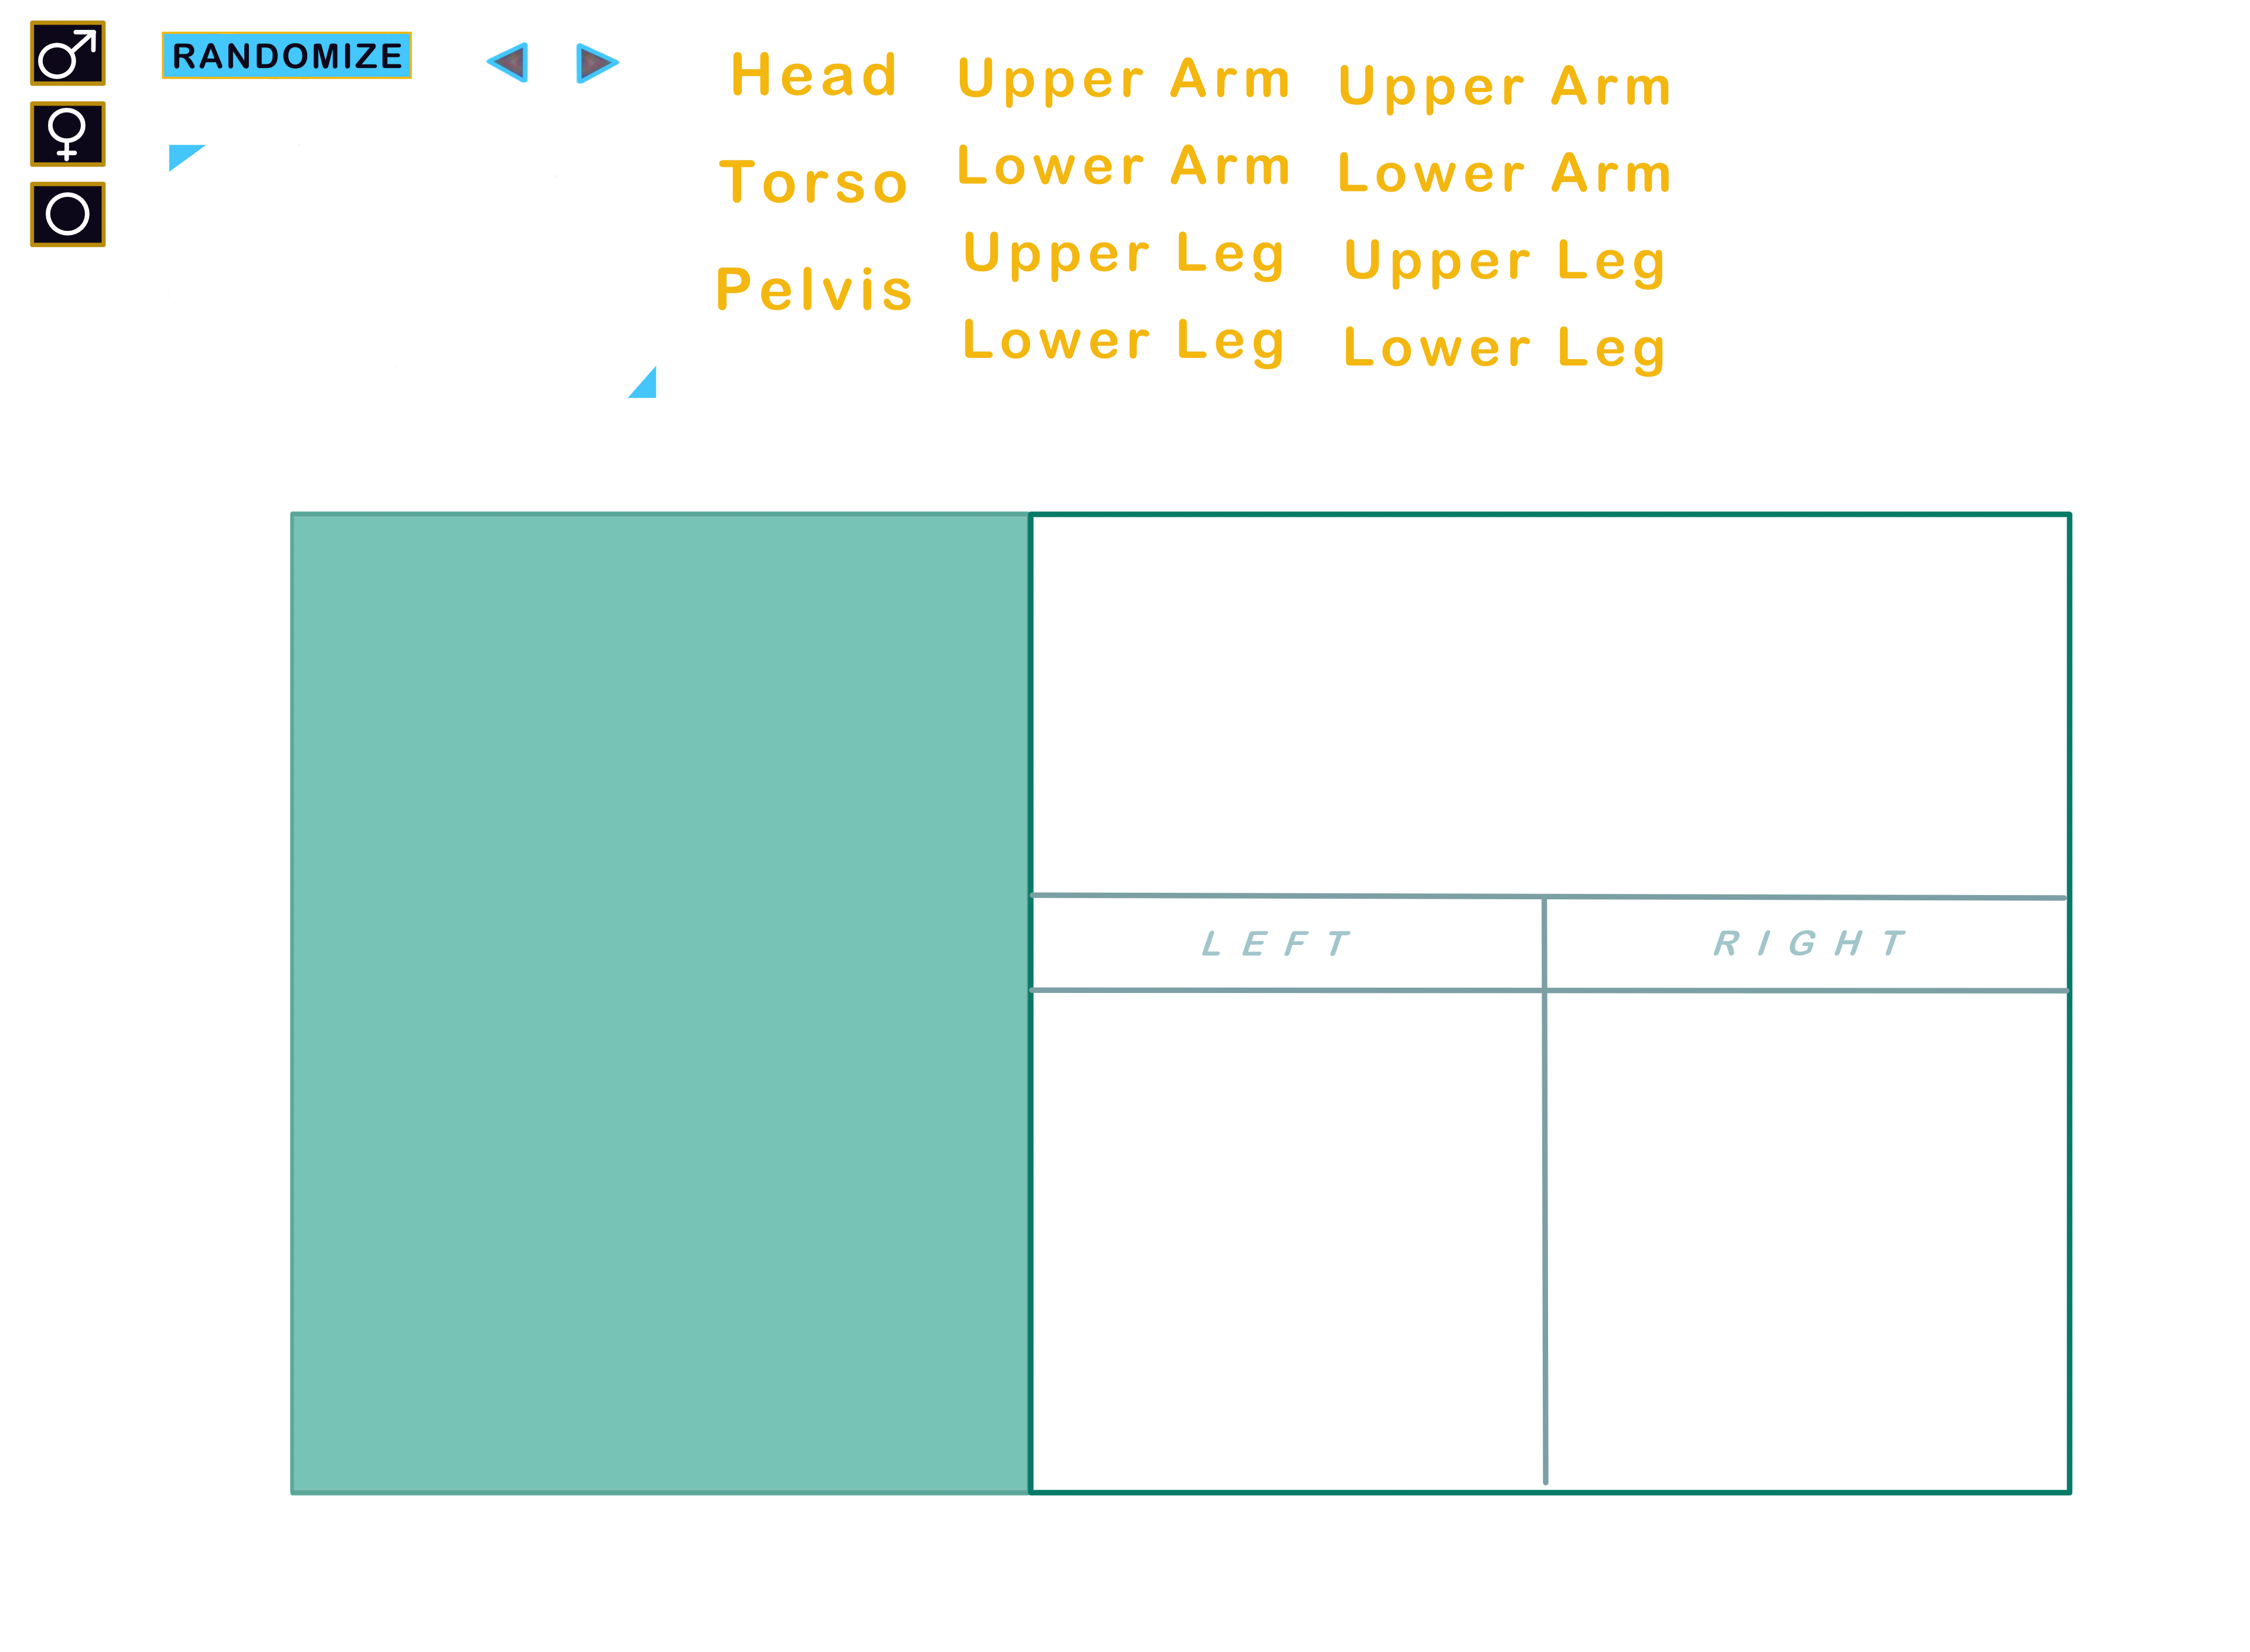 RANDOMIZE
Head
Torso
Pelvis
Upper Arm
Lower Arm
Upper Leg
Lower Leg
Upper Arm
Lower Arm
Upper Leg
Lower Leg
LEFT
RIGHT